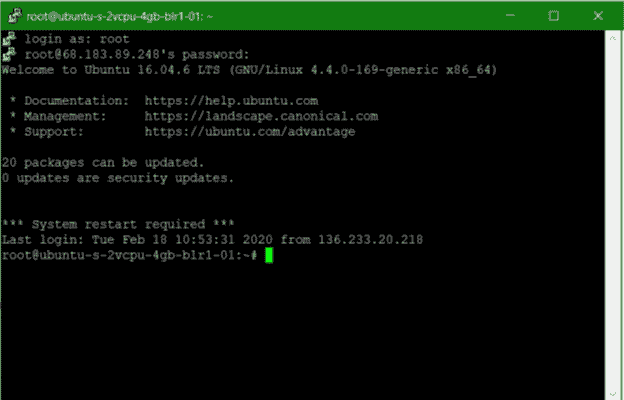 root@ubuntu-s-2vcpu-4gb-blr1-01: ~
login as: root
root@68.183.89.248's password:
Welcome to Ubuntu 16.04.6 LTS (GNU/Linux 4.4.0-169-generic x86_64)
* Documentation:  https://help.ubuntu.com
* Management:     https://landscape.canonical.com
* Support:        https://ubuntu.com/advantage
20 packages can be updated.
0 updates are security updates.
*** System restart required ***
Last login: Tue Feb 18 10:53:31 2020 from 136.233.20.218
root@ubuntu-s-2vcpu-4gb-blr1-01:~#